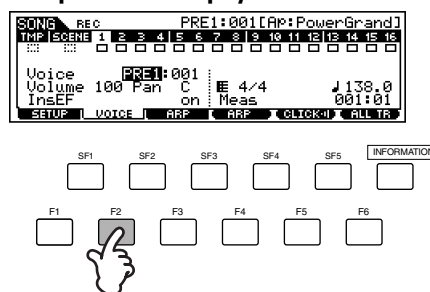 SONG REC PRE1:001[AP:PowerGrand]
TMP SCENE 1 2 3 4 5 6 7 8 9 10 11 12 13 14 15 16
Voice PRE1:001
Volume 100 Pan C 4/4 ♩138.0
InsEF on Meas 001:01
SETUP VOICE ARP ARP CLICK ALL TR
SF1 SF2 SF3 SF4 SF5 INFORMATION
F1 F2 F3 F4 F5 F6